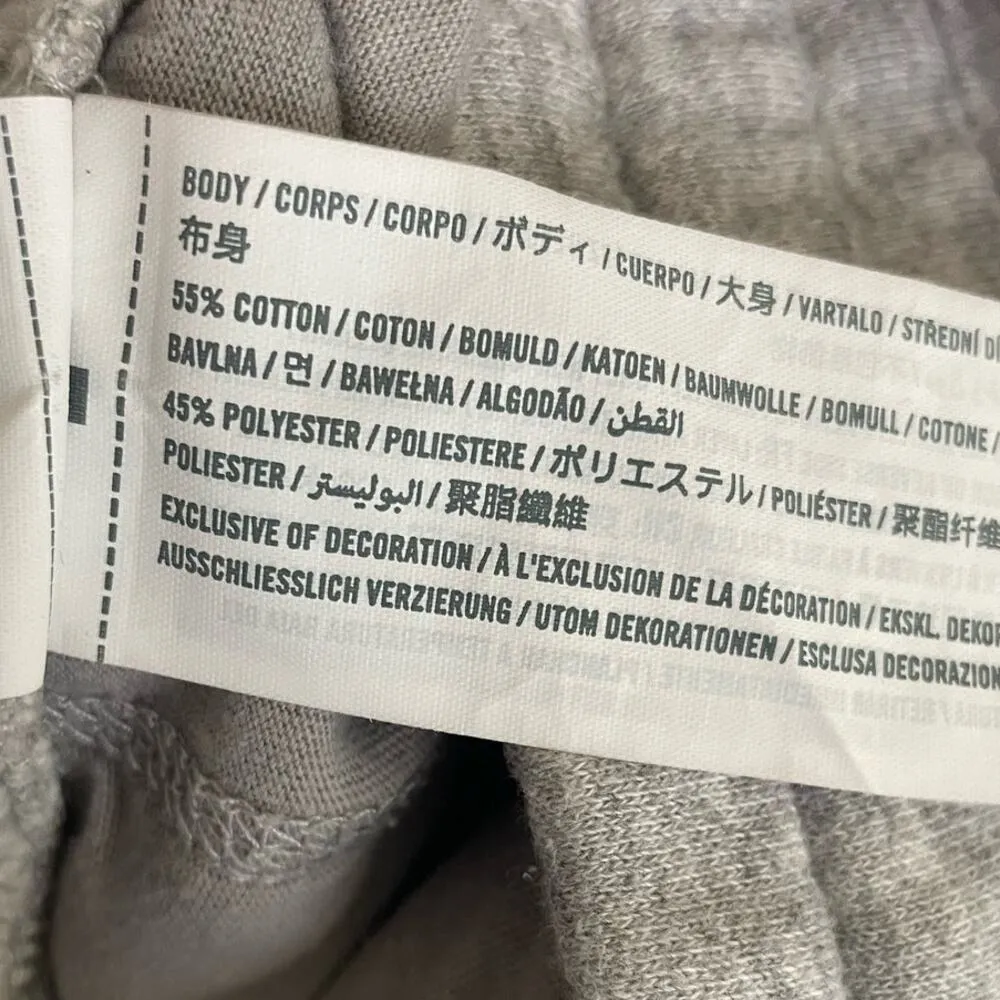 BODY / CORPS / CORPO / ボディ / CUERPO / 大身 / VARTALO / STŘEDNÍ DÍ
布身
55% COTTON / COTON / BOMULD / KATOEN / BAUMWOLLE / BOMULL / COTONE /
BAVLNA / 면 / BAWEŁNA / ALGODÃO / القطن
45% POLYESTER / POLIESTERE / ポリエステル / POLIÉSTER / 聚酯纤维
POLIESTER / البوليستر / 聚脂纖維
EXCLUSIVE OF DECORATION / À L'EXCLUSION DE LA DÉCORATION / EKSKL. DEKOR
AUSSCHLIESSLICH VERZIERUNG / UTOM DEKORATIONEN / ESCLUSA DECORAZION